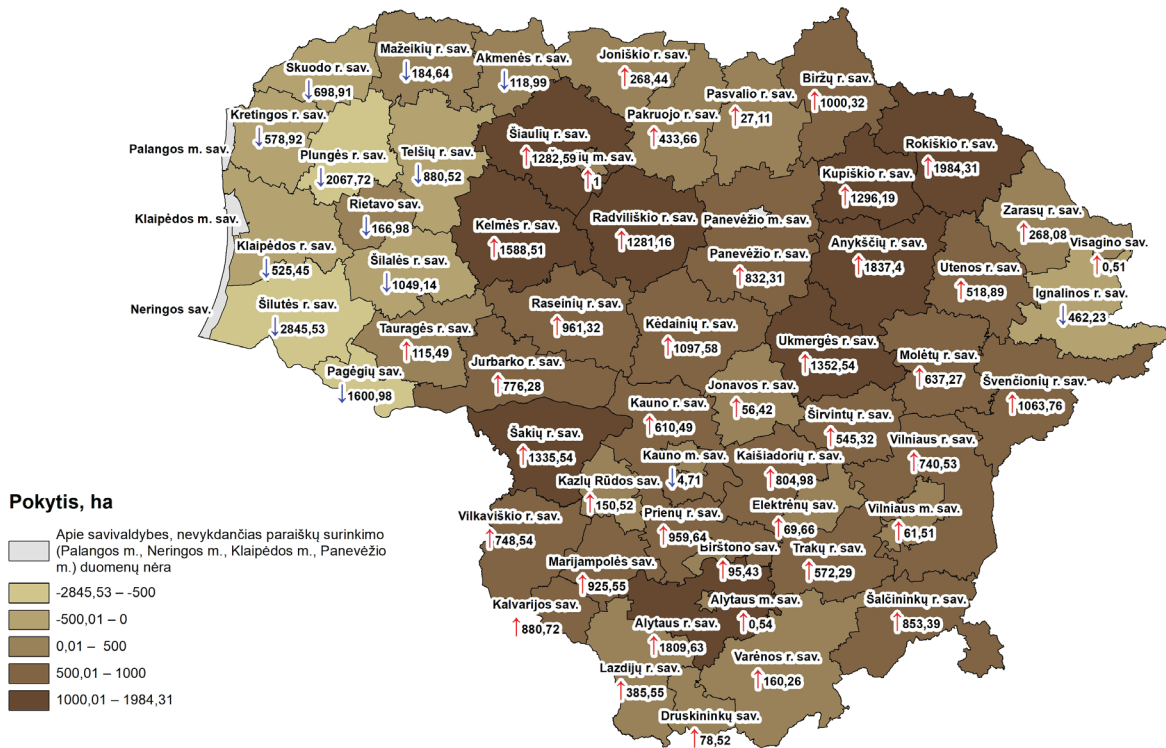 Mažeikių r. sav.
↓184,64
Akmenės r. sav.
↓118,99
Joniškio r. sav.
↑268,44
Skuodo r. sav.
↓698,91
Biržų r. sav.
↑1000,32
Pasvalio r. sav.
↑27,11
Kretingos r. sav.
↓578,92
Pakruojo r. sav.
↑433,66
Šiaulių r. sav.
↑1282,59
ių m. sav.
↑1
Rokiškio r. sav.
↑1984,31
Palangos m. sav.
Plungės r. sav.
↓2067,72
Telšių r. sav.
↓880,52
Kupiškio r. sav.
↑1296,19
Rietavo sav.
↓166,98
Zarasų r. sav.
↑268,08
Klaipėdos m. sav.
Kelmės r. sav.
↑1588,51
Radviliškio r. sav.
↑1281,16
Panevėžio m. sav.
Klaipėdos r. sav.
↓525,45
Šilalės r. sav.
↓1049,14
Panevėžio r. sav.
↑832,31
Anykščių r. sav.
↑1837,4
Visagino sav.
↑0,51
Utenos r. sav.
↑518,89
Ignalinos r. sav.
↓462,23
Neringos sav.
Šilutės r. sav.
↓2845,53
Raseinių r. sav.
↑961,32
Tauragės r. sav.
↑115,49
Kėdainių r. sav.
↑1097,58
Ukmergės r. sav.
↑1352,54
Molėtų r. sav.
↑637,27
Jurbarko r. sav.
↑776,28
Pagėgių sav.
↓1600,98
Jonavos r. sav.
↑56,42
Švenčionių r. sav.
↑1063,76
Kauno r. sav.
↑610,49
Širvintų r. sav.
↑545,32
Šakių r. sav.
↑1335,54
Vilniaus r. sav.
↑740,53
Kauno m. sav.
↓4,71
Kaišiadorių r. sav.
↑804,98
Kazlų Rūdos sav.
↑150,52
Elektrėnų sav.
↑69,66
Vilniaus m. sav.
↑61,51
Vilkaviškio r. sav.
↑748,54
Prienų r. sav.
↑959,64
Birštono sav.
↑95,43
Trakų r. sav.
↑572,29
Marijampolės sav.
↑925,55
Kalvarijos sav.
↑880,72
Alytaus m. sav.
↑0,54
Šalčininkų r. sav.
↑853,39
Alytaus r. sav.
↑1809,63
Varėnos r. sav.
↑160,26
Lazdijų r. sav.
↑385,55
Druskininkų sav.
↑78,52
Pokytis, ha
Apie savivaldybes, nevykdančias paraiškų surinkimo
(Palangos m., Neringos m., Klaipėdos m., Panevėžio
m.) duomenų nėra
-2845,53 – -500
-500,01 – 0
0,01 – 500
500,01 – 1000
1000,01 – 1984,31